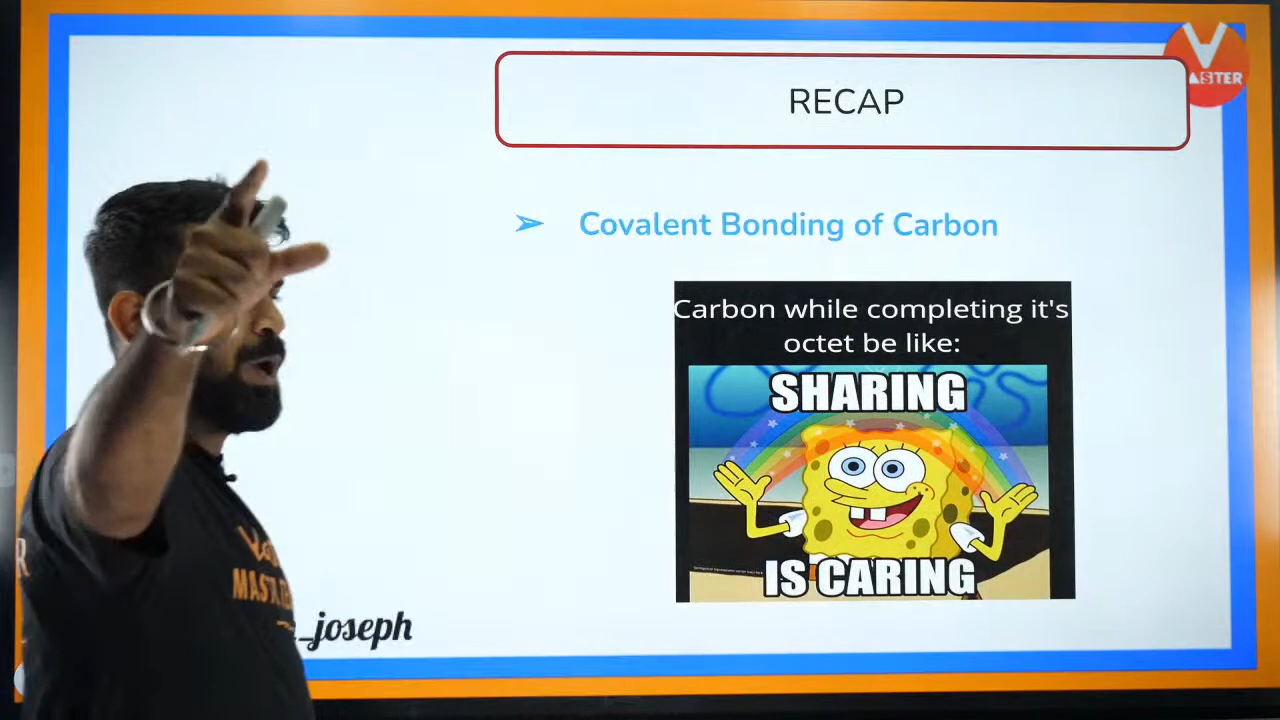 RECAP
➢ Covalent Bonding of Carbon
Carbon while completing it's
octet be like:
SHARING
IS CARING
_joseph